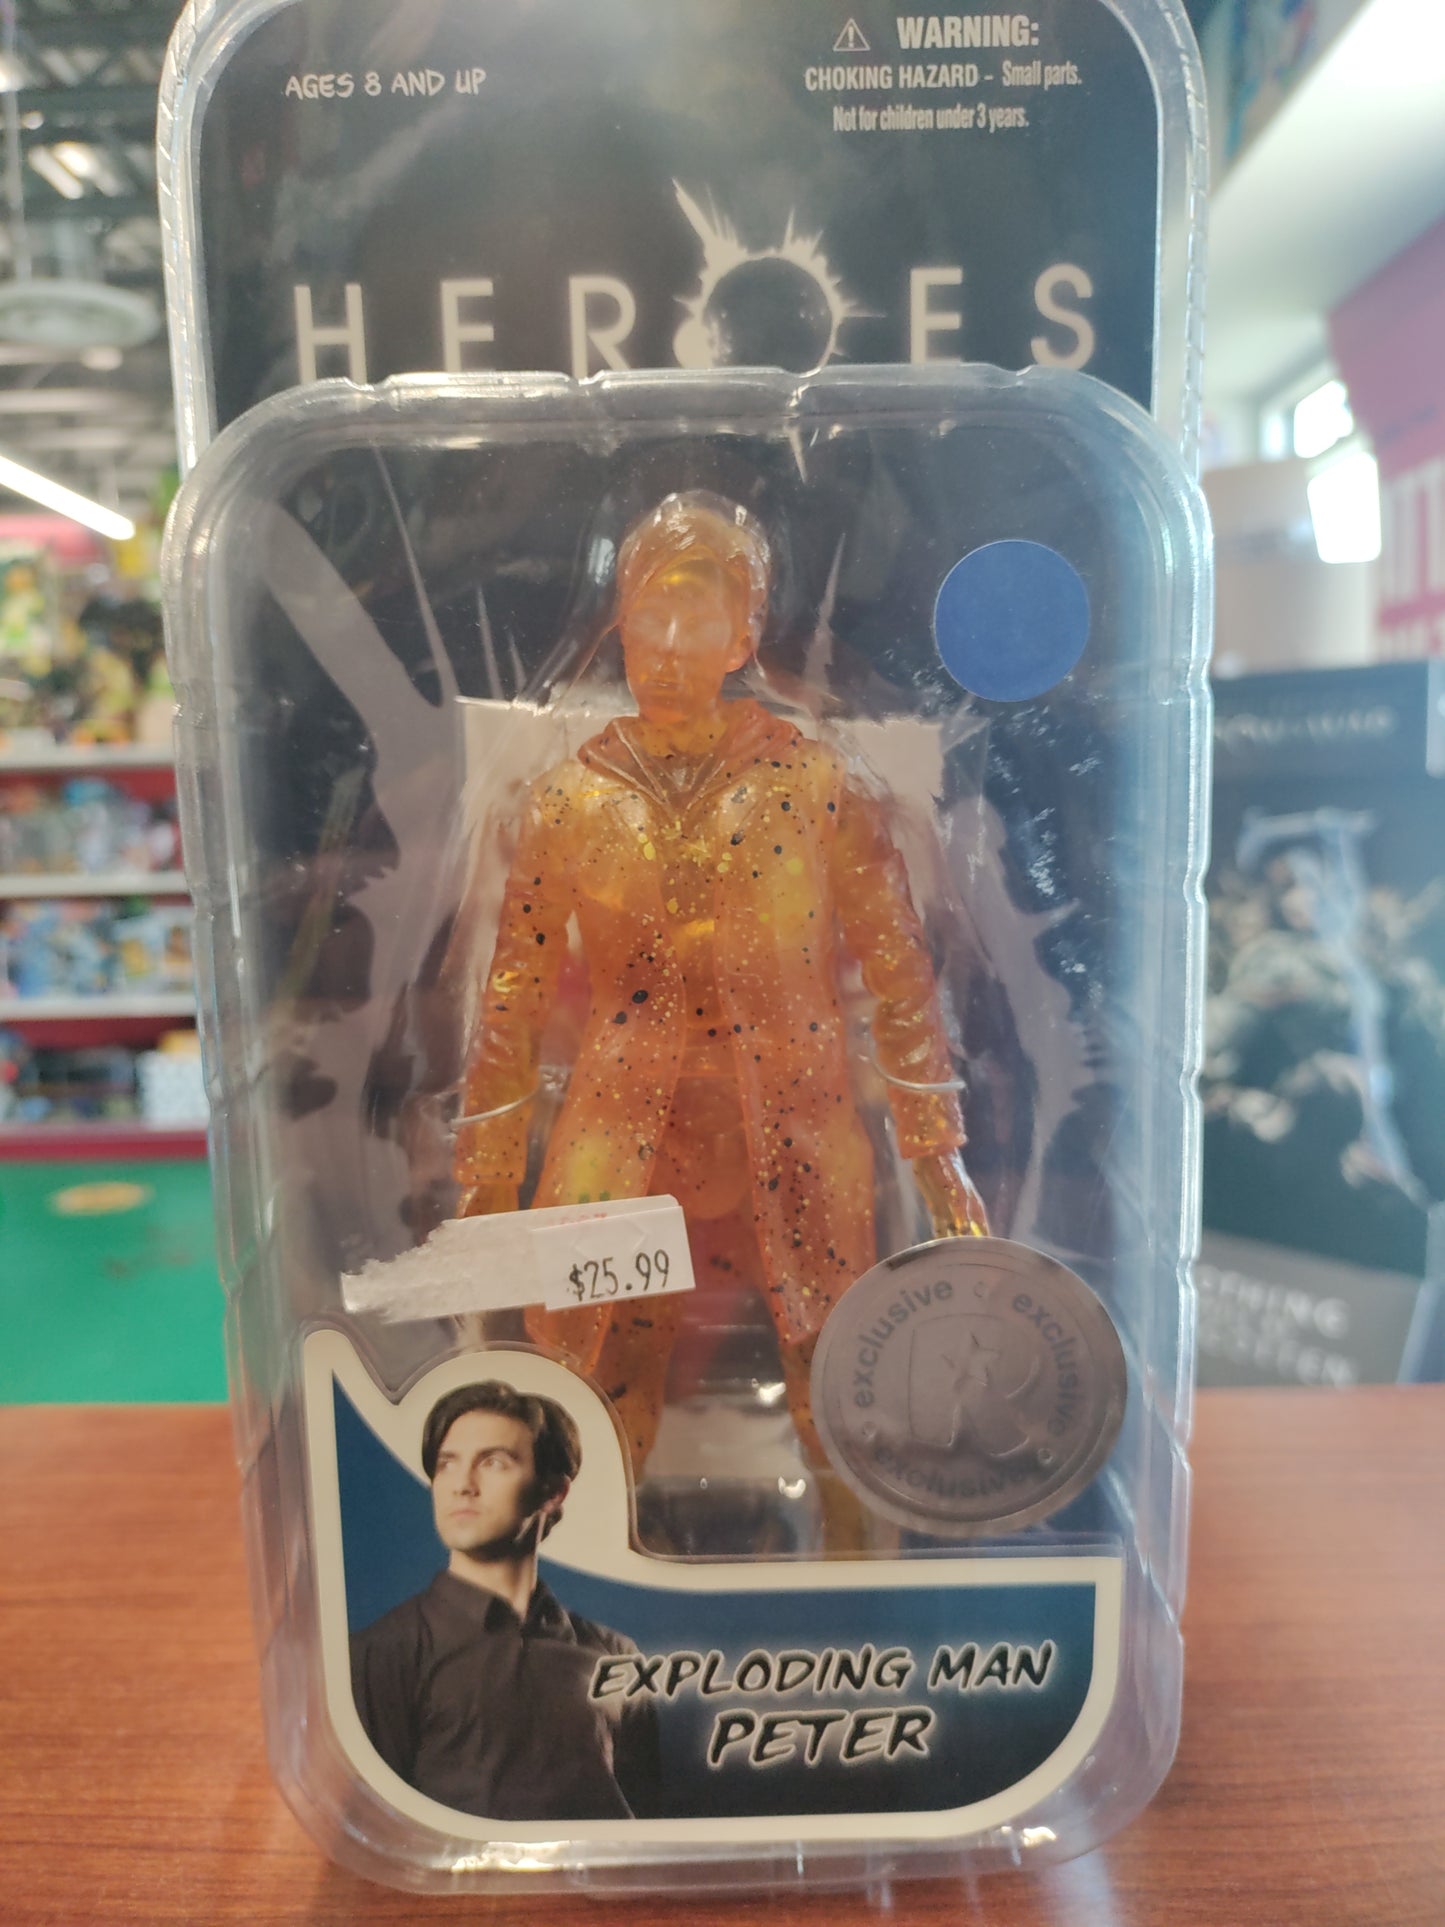 AGES 8 AND UP
WARNING:
CHOKING HAZARD - Small parts.
Not for children under 3 years.
HEROES
$25.99
exclusive exclusive exclusive
R
EXPLODING MAN
PETER